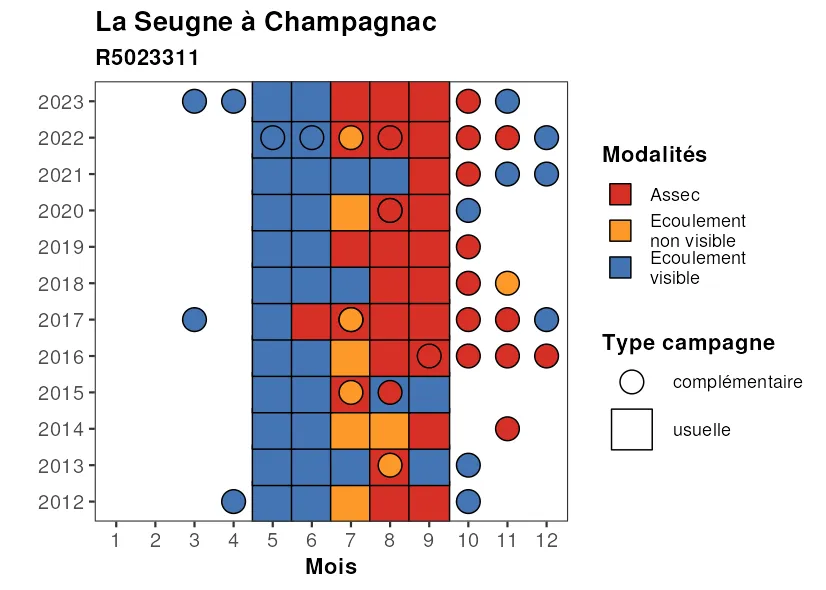 La Seugne à Champagnac
R5023311
2023
2022
2021
2020
2019
2018
2017
2016
2015
2014
2013
2012
1 2 3 4 5 6 7 8 9 10 11 12
Mois
Modalités
Assec
Ecoulement
non visible
Ecoulement
visible
Type campagne
complémentaire
usuelle